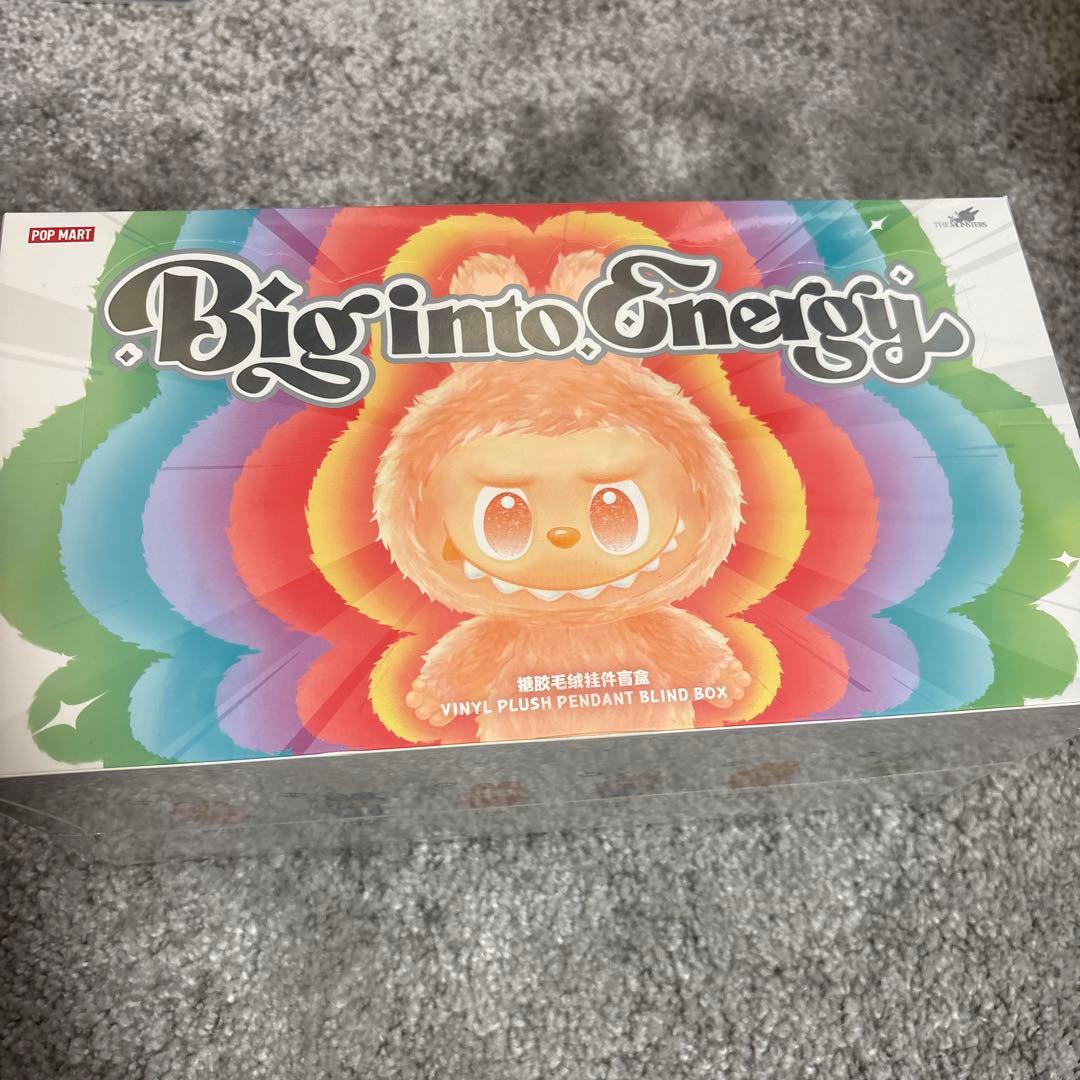 POP MART
THE MONSTERS
Big into Energy
搪胶毛绒挂件盲盒
VINYL PLUSH PENDANT BLIND BOX